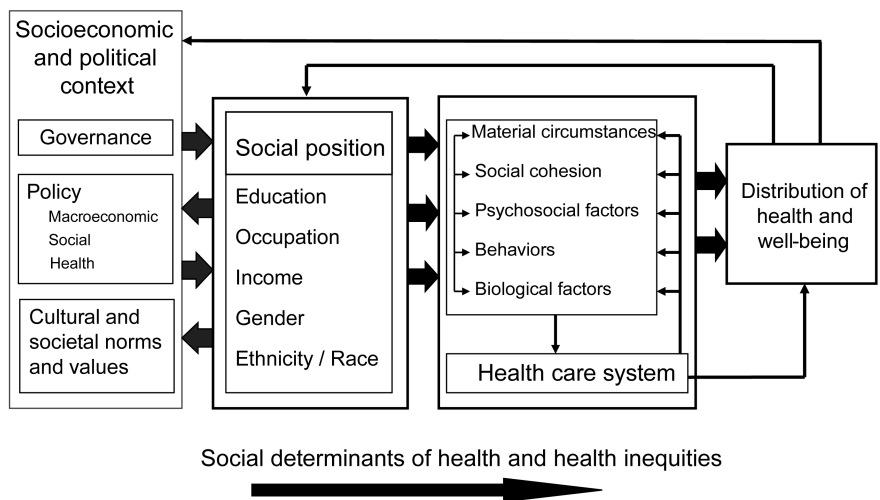 Socioeconomic
and political
context
Governance
Policy
Macroeconomic
Social
Health
Cultural and
societal norms
and values
Social position
Education
Occupation
Income
Gender
Ethnicity / Race
Material circumstances
Social cohesion
Psychosocial factors
Behaviors
Biological factors
Health care system
Distribution of
health and
well-being
Social determinants of health and health inequities